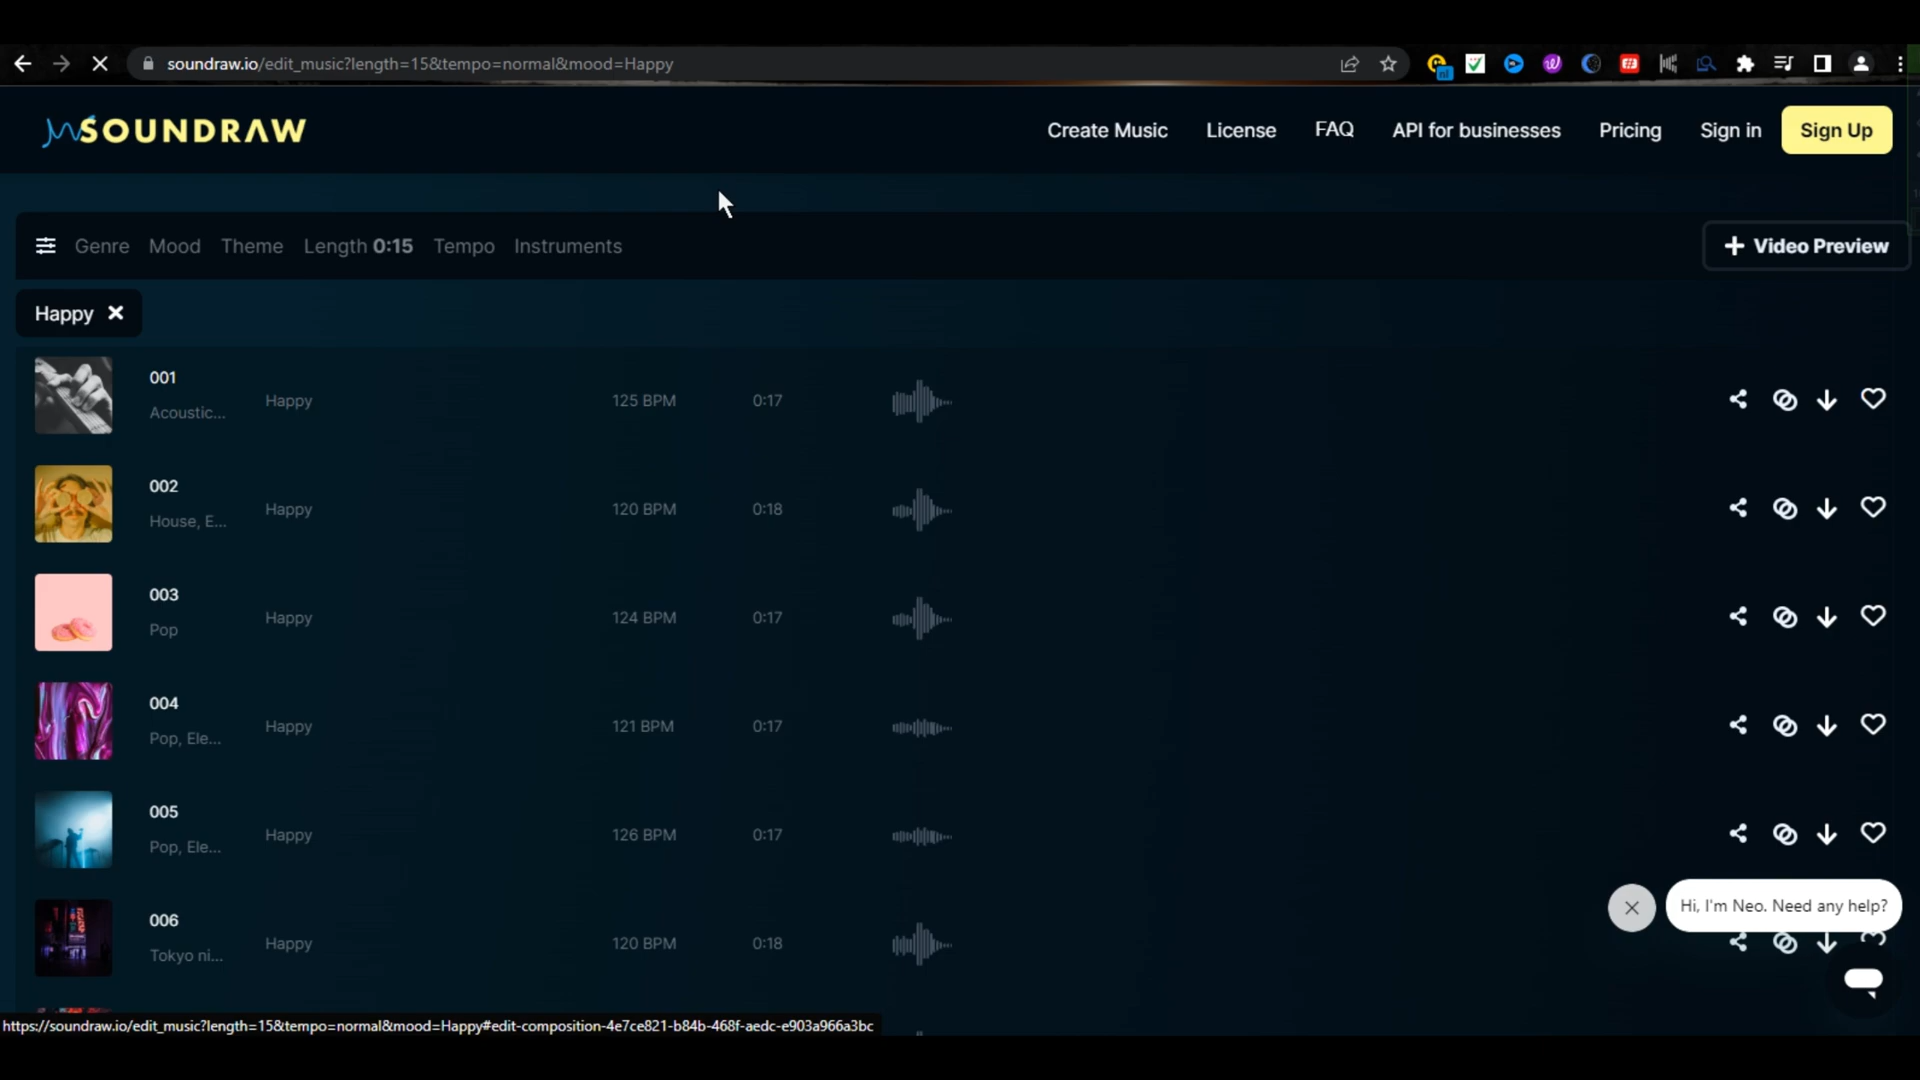 soundraw.io/edit_music?length=15&tempo=normal&mood=Happy
SOUNDRAW
Create Music
License
FAQ
API for businesses
Pricing
Sign in
Sign Up
Genre
Mood
Theme
Length 0:15
Tempo
Instruments
+ Video Preview
Happy ×
001
Acoustic...
Happy
125 BPM
0:17
002
House, E...
Happy
120 BPM
0:18
003
Pop
Happy
124 BPM
0:17
004
Pop, Ele...
Happy
121 BPM
0:17
005
Pop, Ele...
Happy
126 BPM
0:17
Hi, I'm Neo. Need any help?
006
Tokyo ni...
Happy
120 BPM
0:18
https://soundraw.io/edit_music?length=15&tempo=normal&mood=Happy#edit-composition-4e7ce821-b84b-468f-aedc-e903a966a3bc